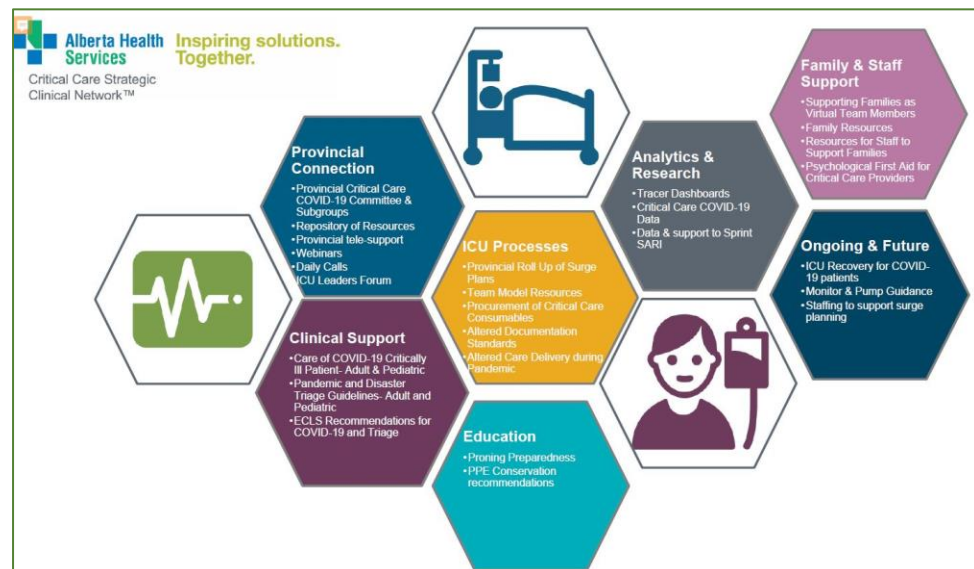 Alberta Health
Services
Inspiring solutions.
Together.
Critical Care Strategic
Clinical Network™
Provincial
Connection
•Provincial Critical Care
COVID-19 Committee &
Subgroups
•Repository of Resources
•Provincial tele-support
•Webinars
•Daily Calls
•ICU Leaders Forum
Clinical Support
•Care of COVID-19 Critically
Ill Patient- Adult & Pediatric
•Pandemic and Disaster
Triage Guidelines- Adult and
Pediatric
•ECLS Recommendations for
COVID-19 and Triage
ICU Processes
•Provincial Roll Up of Surge
Plans
•Team Model Resources
•Procurement of Critical Care
Consumables
•Altered Documentation
Standards
•Altered Care Delivery during
Pandemic
Education
•Proning Preparedness
•PPE Conservation
recommendations
Analytics &
Research
•Tracer Dashboards
•Critical Care COVID-19
Data
•Data & support to Sprint
SARI
Family & Staff
Support
•Supporting Families as
Virtual Team Members
•Family Resources
•Resources for Staff to
Support Families
•Psychological First Aid for
Critical Care Providers
Ongoing & Future
•ICU Recovery for COVID-
19 patients
•Monitor & Pump Guidance
•Staffing to support surge
planning